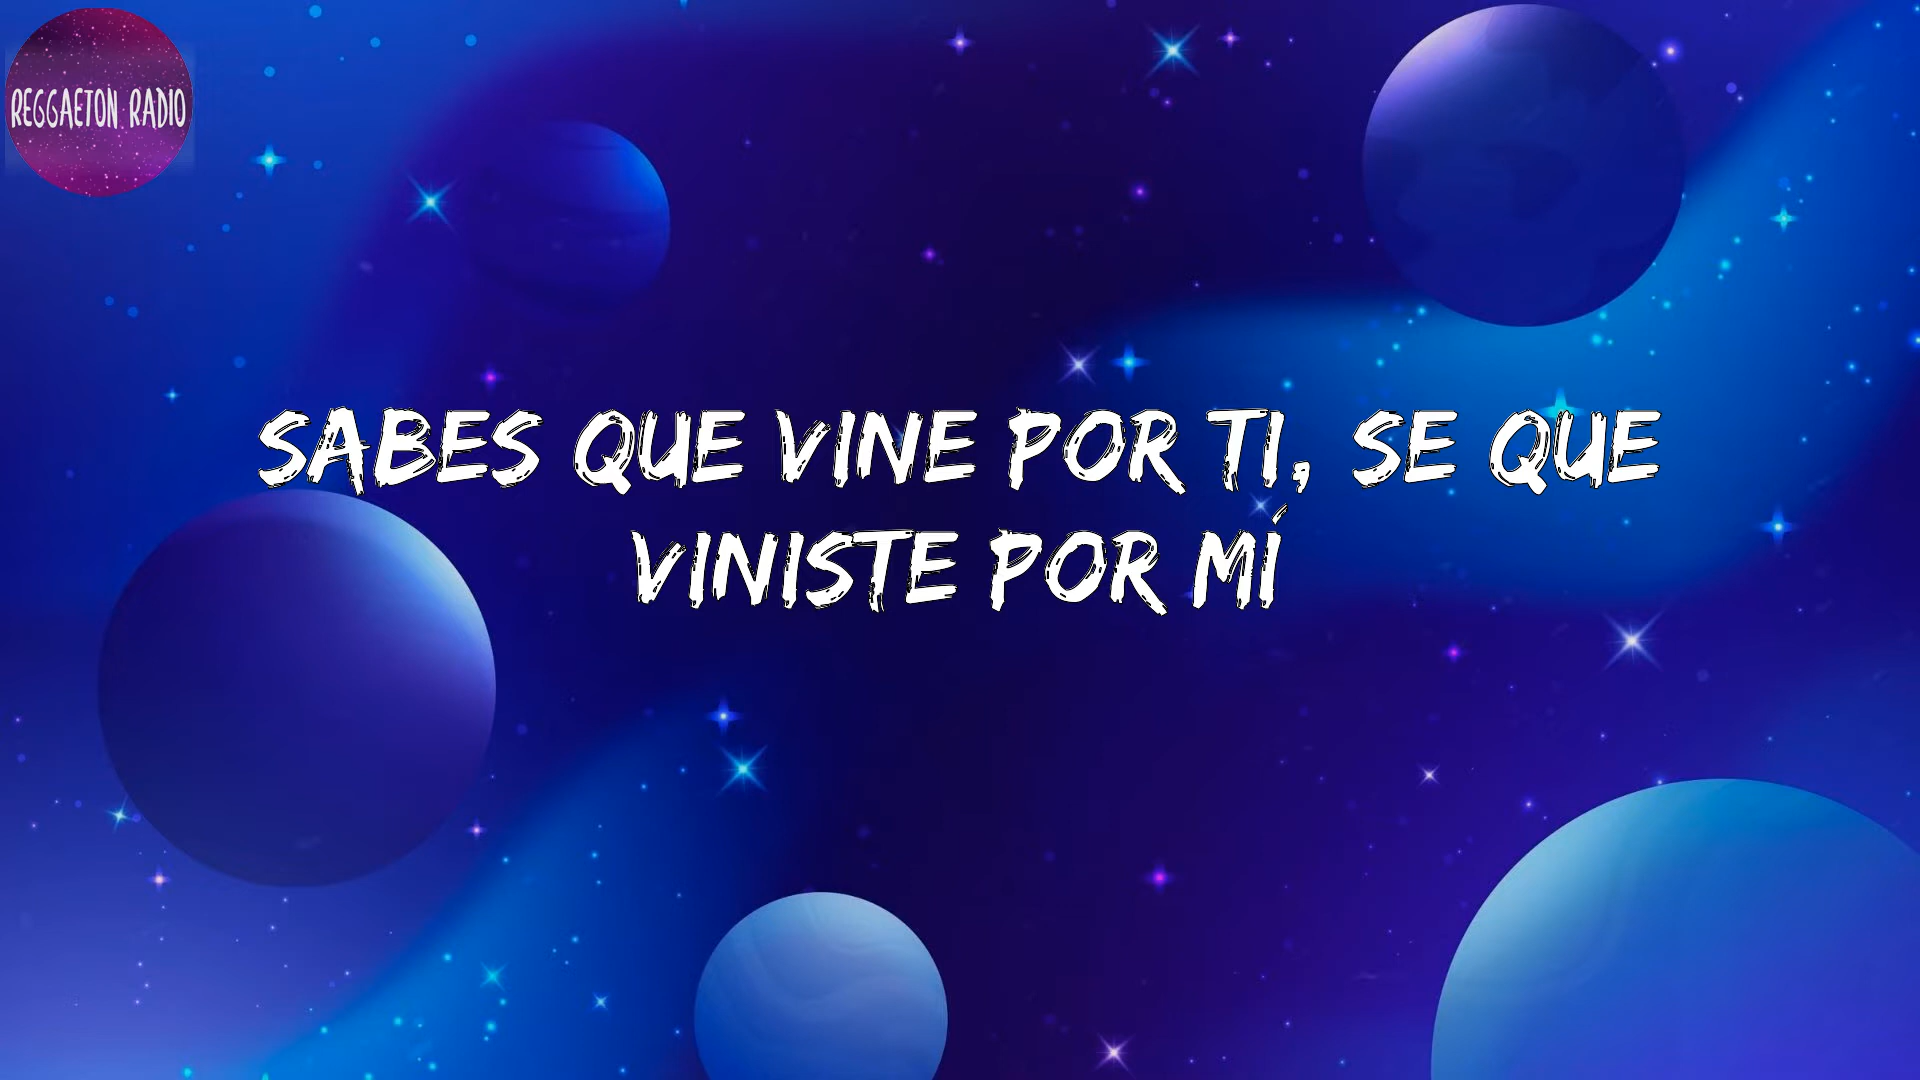 REGGAETON RADIO
SABES QUE VINE POR TI, SE QUE
VINISTE POR MÍ